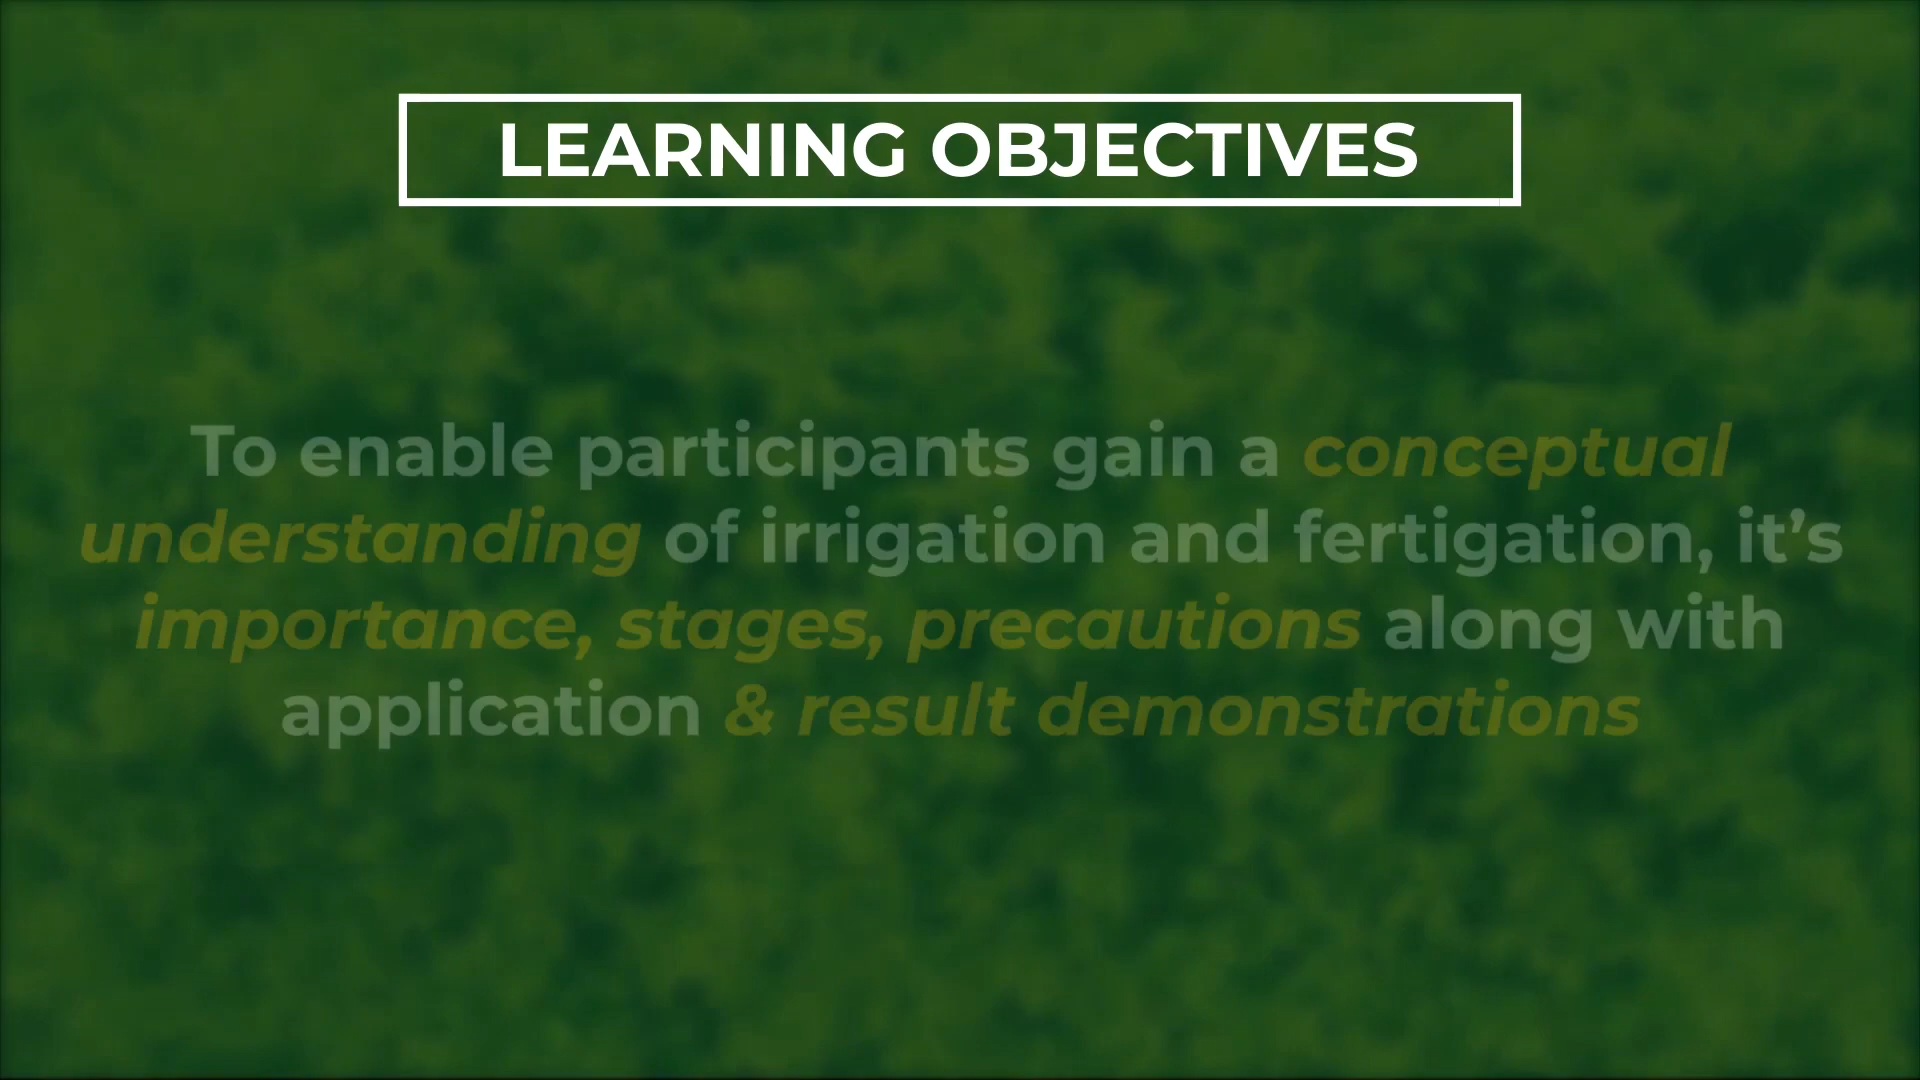 LEARNING OBJECTIVES
To enable participants gain a conceptual
understanding of irrigation and fertigation, it’s
importance, stages, precautions along with
application & result demonstrations